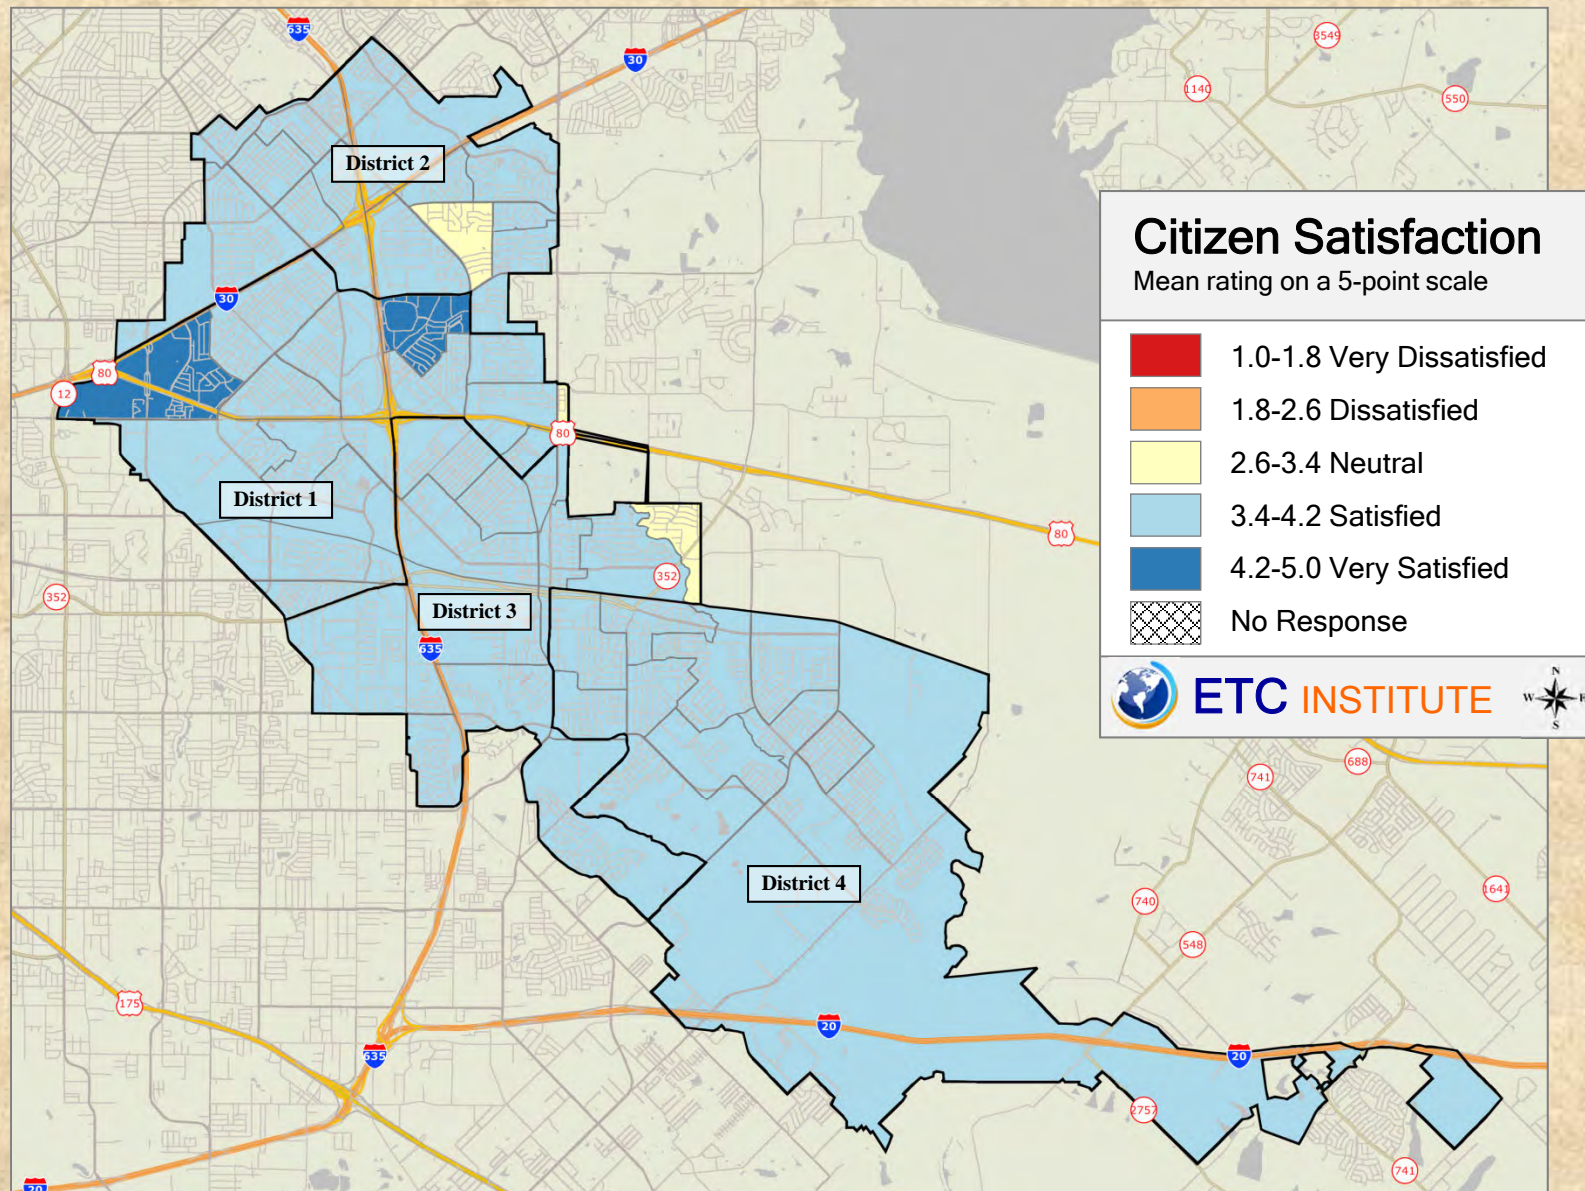 635
30
3549
1140
550
District 2
Citizen Satisfaction
Mean rating on a 5-point scale
30
1.0-1.8 Very Dissatisfied
80
12
1.8-2.6 Dissatisfied
80
2.6-3.4 Neutral
District 1
3.4-4.2 Satisfied
80
352
352
4.2-5.0 Very Satisfied
District 3
No Response
635
ETC INSTITUTE
N
W E
S
688
741
District 4
1641
740
548
175
20
635
20
2757
741
20